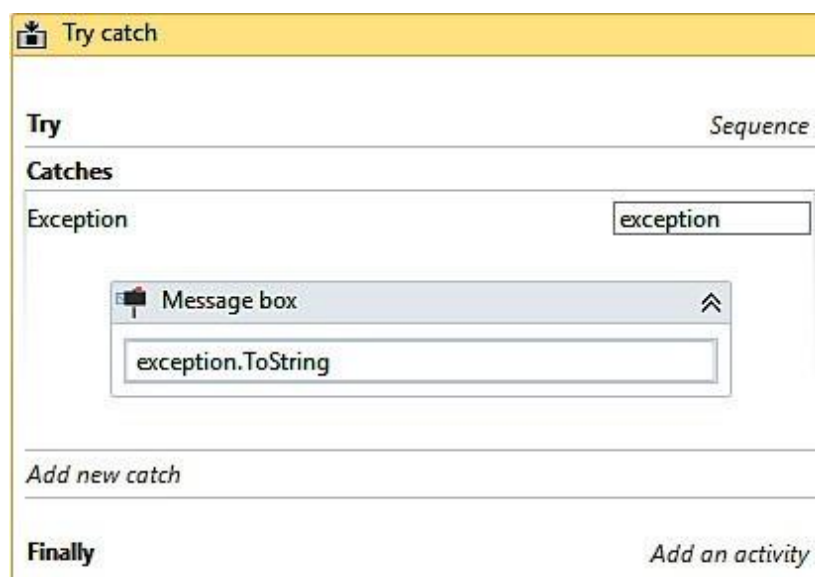 Try catch
Try Sequence
Catches
Exception exception
Message box
exception.ToString
Add new catch
Finally Add an activity